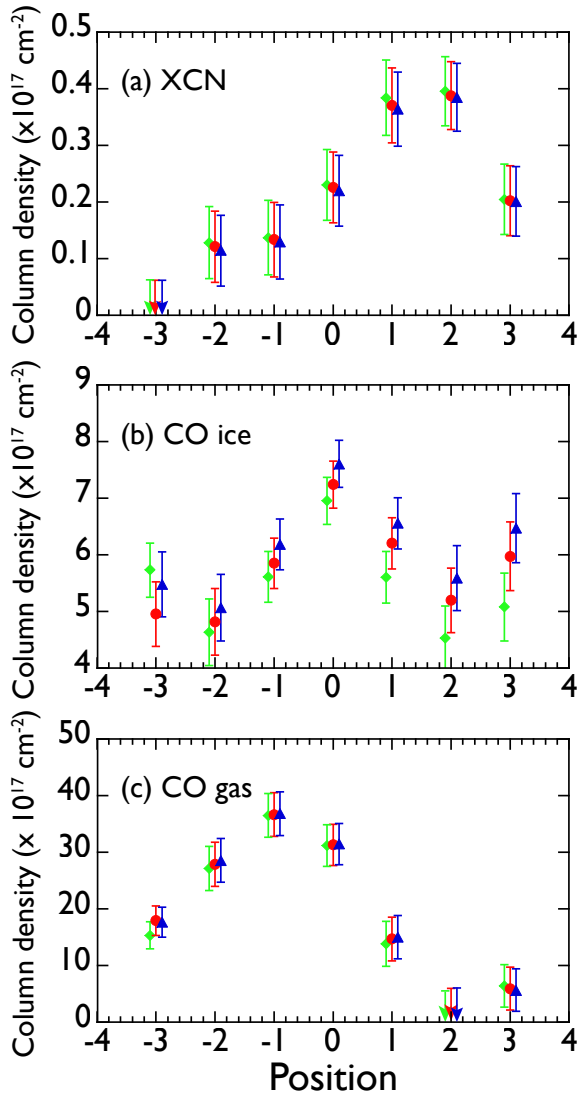 (a) XCN
Column density (x10¹⁷ cm⁻²)
0.5
0.4
0.3
0.2
0.1
0
-4 -3 -2 -1 0 1 2 3 4
(b) CO ice
Column density (x10¹⁷ cm⁻²)
9
8
7
6
5
4
-4 -3 -2 -1 0 1 2 3 4
(c) CO gas
Column density (x 10¹⁷ cm⁻²)
50
40
30
20
10
0
-4 -3 -2 -1 0 1 2 3 4
Position